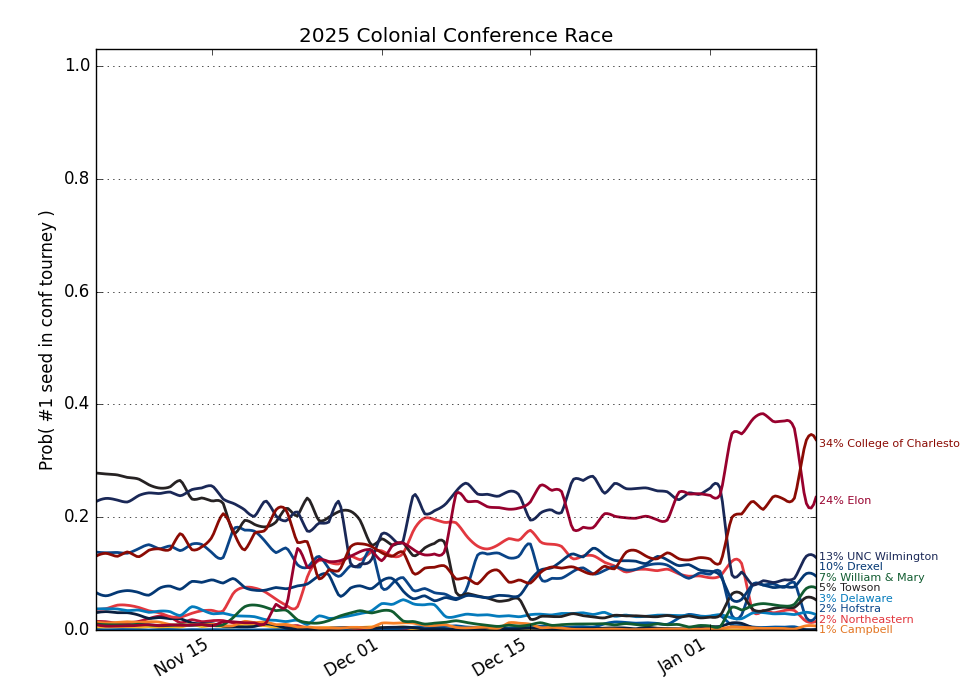 2025 Colonial Conference Race
Prob( #1 seed in conf tourney )
1.0
0.8
0.6
0.4
0.2
0.0
Nov 15
Dec 01
Dec 15
Jan 01
34% College of Charlesto
24% Elon
13% UNC Wilmington
10% Drexel
7% William & Mary
5% Towson
3% Delaware
2% Hofstra
2% Northeastern
1% Campbell